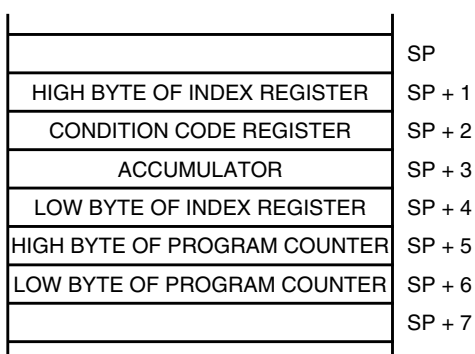 SP
HIGH BYTE OF INDEX REGISTER SP + 1
CONDITION CODE REGISTER SP + 2
ACCUMULATOR SP + 3
LOW BYTE OF INDEX REGISTER SP + 4
HIGH BYTE OF PROGRAM COUNTER SP + 5
LOW BYTE OF PROGRAM COUNTER SP + 6
SP + 7